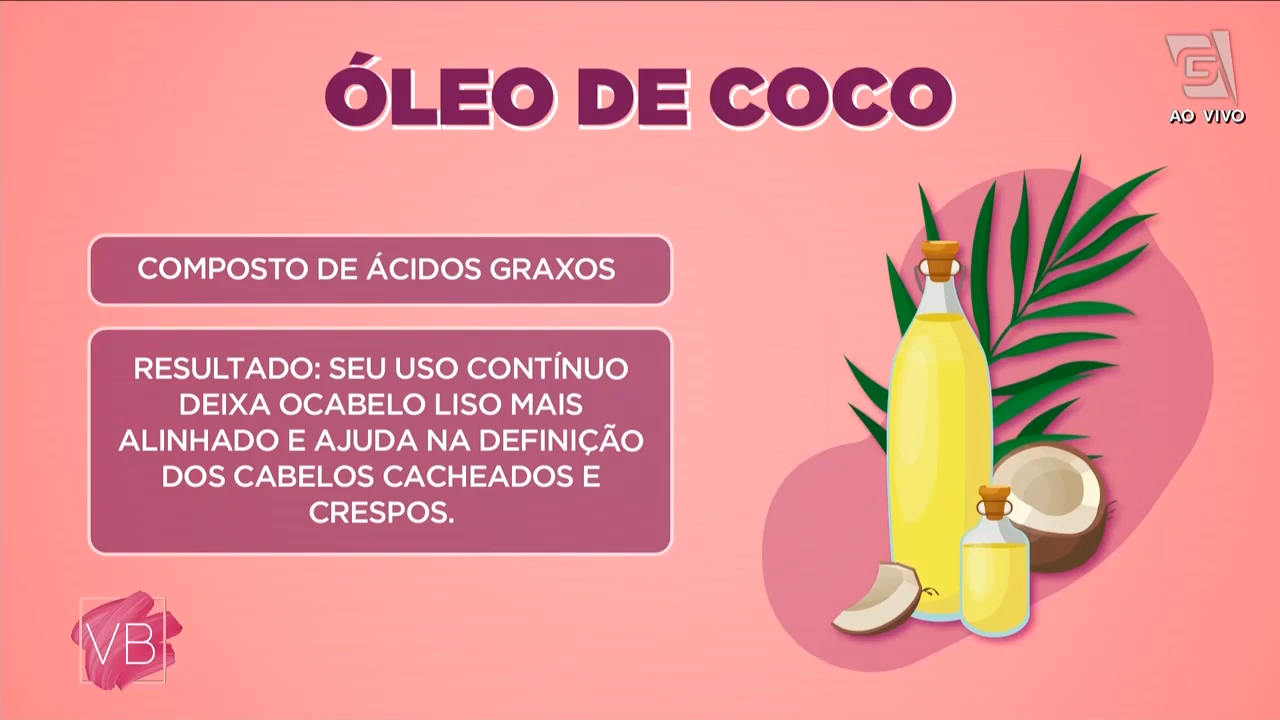 ÓLEO DE COCO
AO VIVO
COMPOSTO DE ÁCIDOS GRAXOS
RESULTADO: SEU USO CONTÍNUO
DEIXA OCABELO LISO MAIS
ALINHADO E AJUDA NA DEFINIÇÃO
DOS CABELOS CACHEADOS E
CRESPOS.
VB